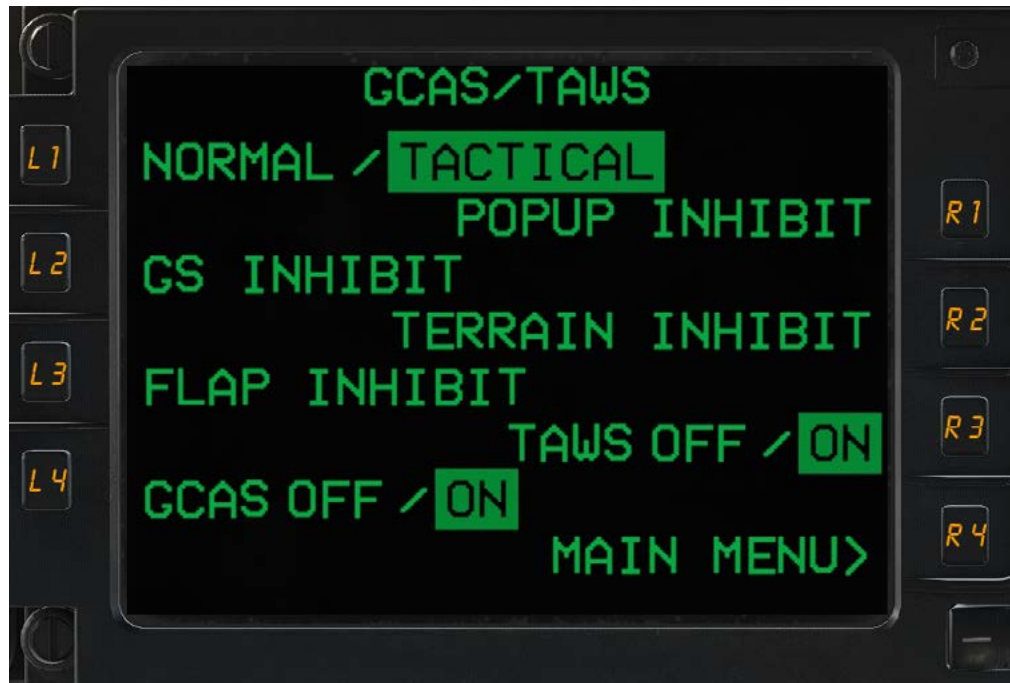 GCAS/TAWS
L1
NORMAL / TACTICAL
POPUP INHIBIT
R1
L2
GS INHIBIT
TERRAIN INHIBIT
R2
L3
FLAP INHIBIT
TAWS OFF / ON
R3
L4
GCAS OFF / ON
MAIN MENU>
R4